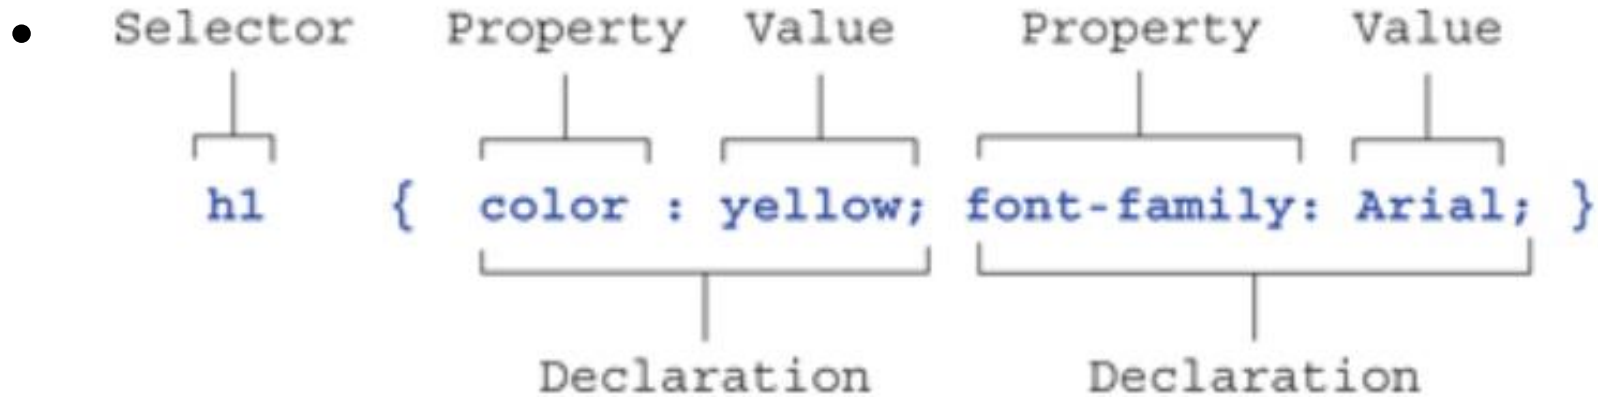 • Selector Property Value Property Value
h1 { color : yellow; font-family: Arial; }
Declaration Declaration